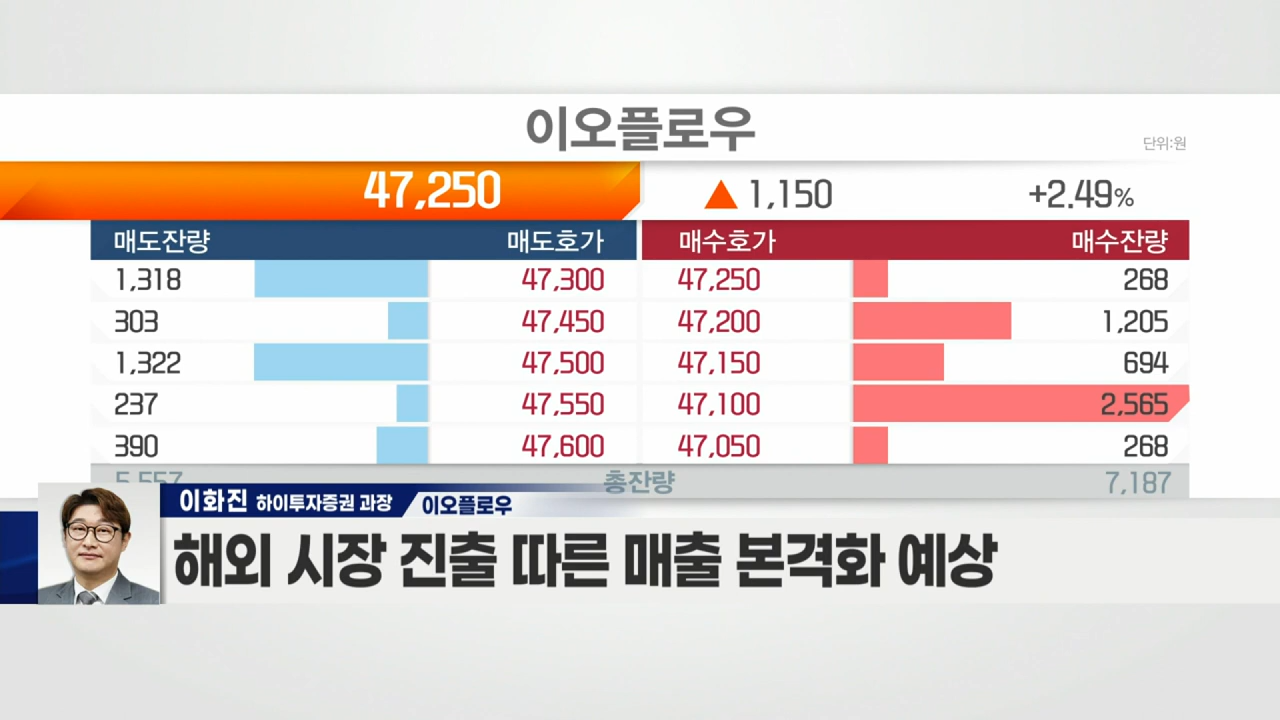 이오플로우
단위:원
47,250 ▲ 1,150 +2.49%
매도잔량 매도호가 매수호가 매수잔량
1,318 47,300 47,250 268
303 47,450 47,200 1,205
1,322 47,500 47,150 694
237 47,550 47,100 2,565
390 47,600 47,050 268
5,557 총잔량 7,187
이화진 하이투자증권 과장 이오플로우
해외 시장 진출 따른 매출 본격화 예상